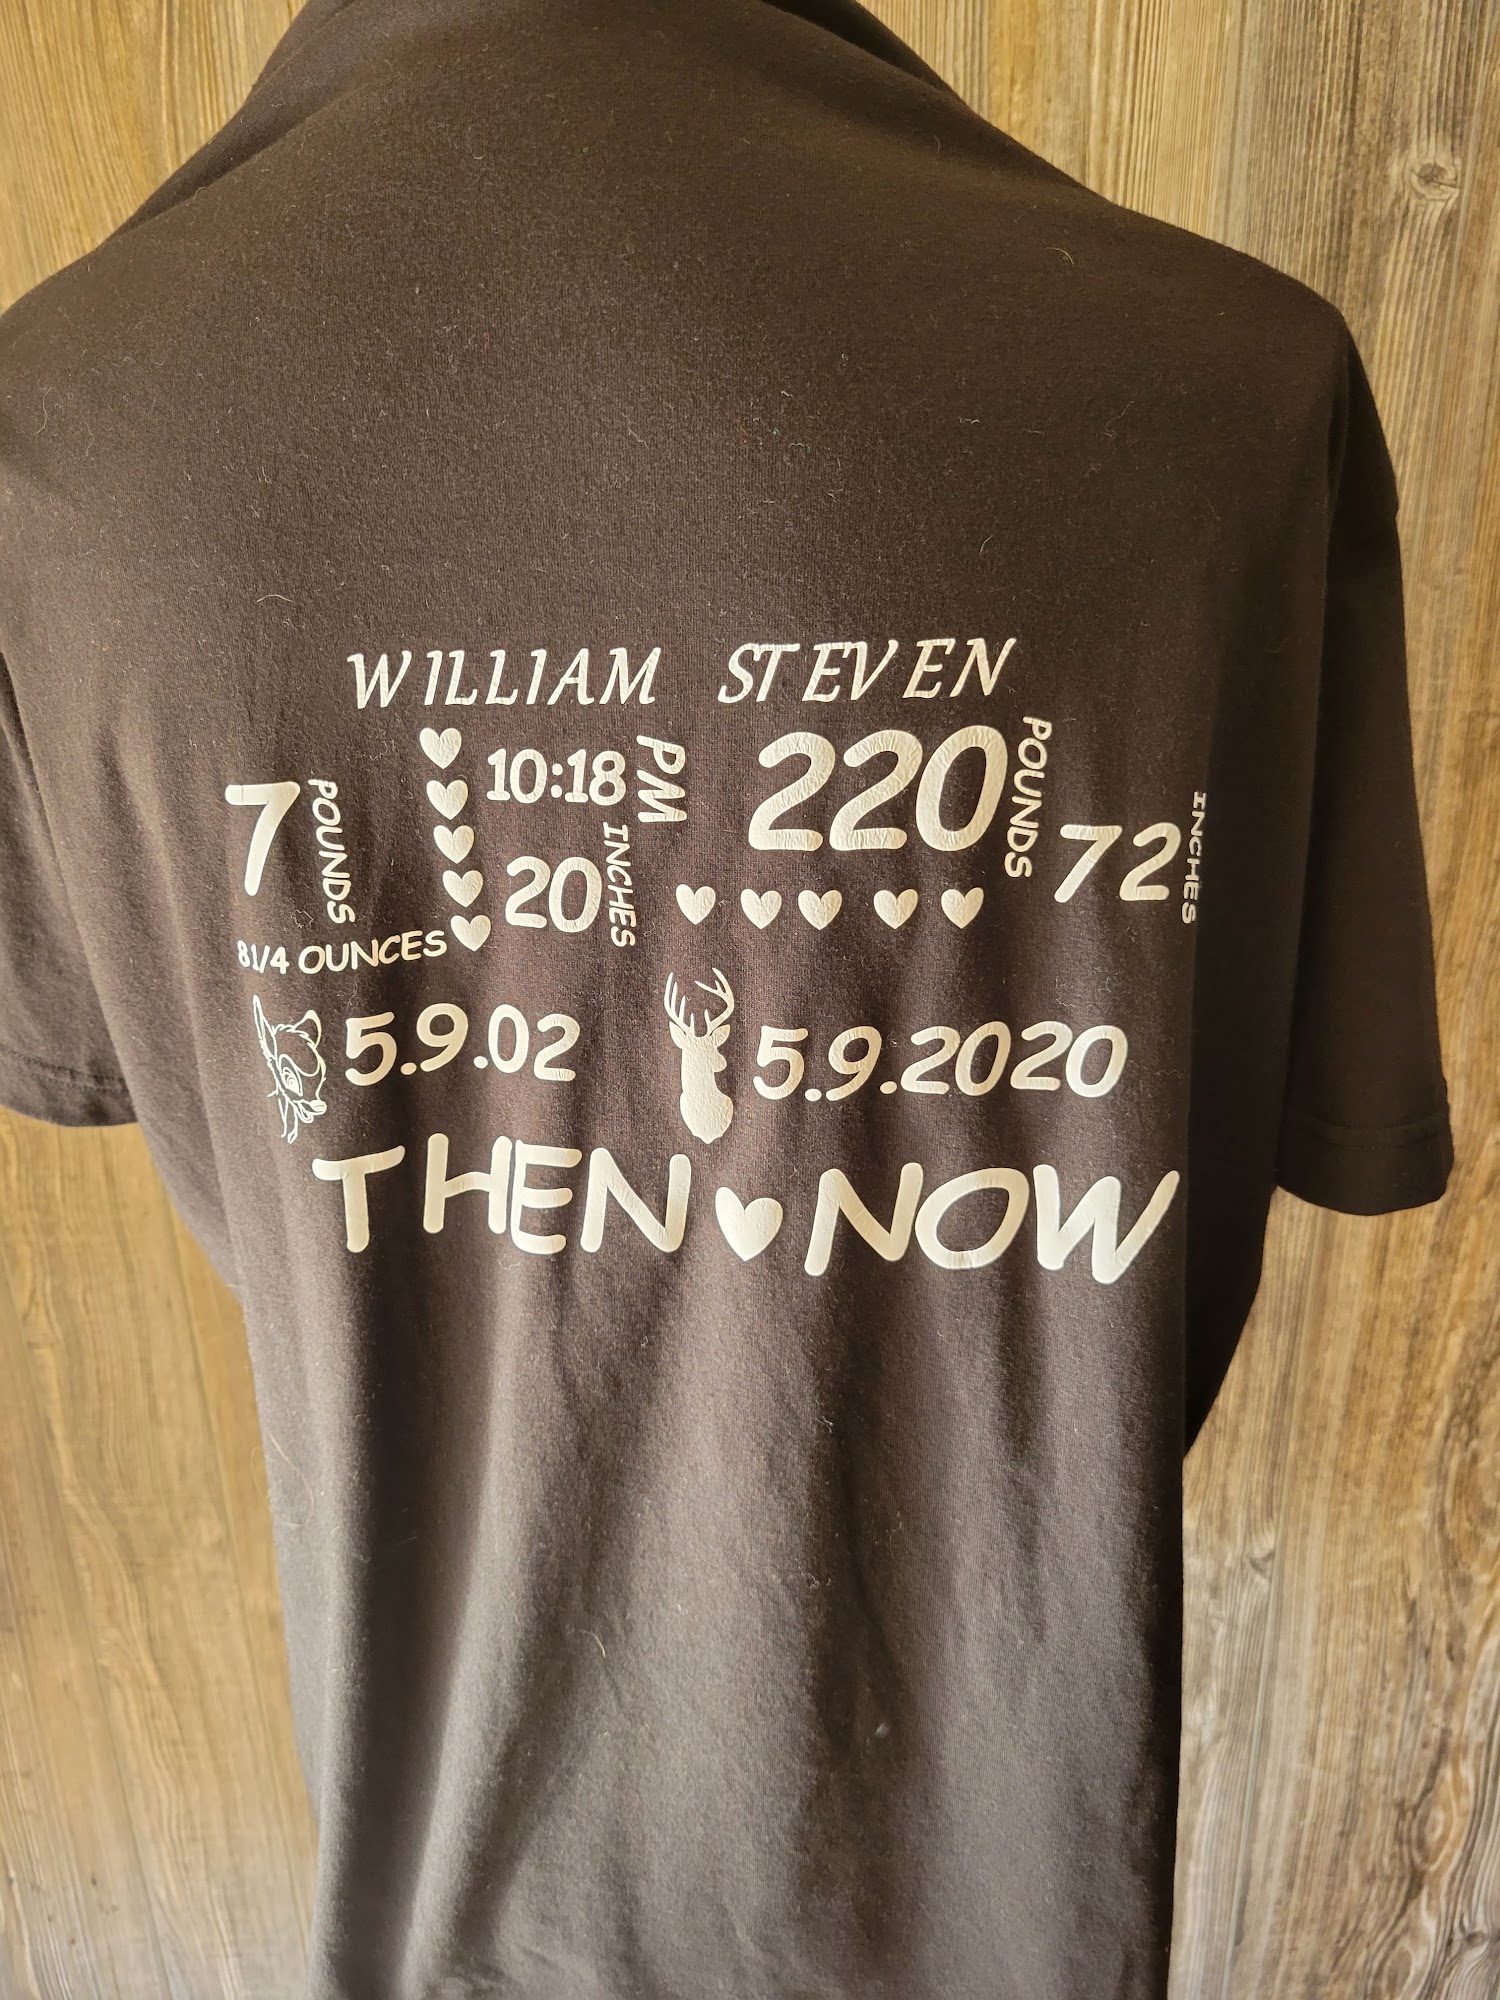 WILLIAM STEVEN
7 POUNDS
81/4 OUNCES
10:18 PM
20 INCHES
220 POUNDS
72 INCHES
5.9.02
5.9.2020
THEN NOW